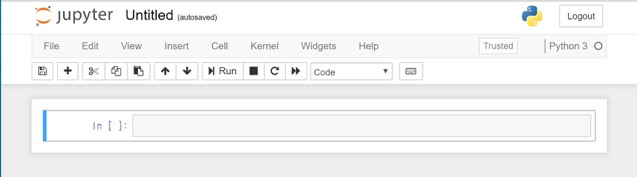 jupyter Untitled (autosaved) Logout
File Edit View Insert Cell Kernel Widgets Help Trusted Python 3
Run Code
In [ ]: